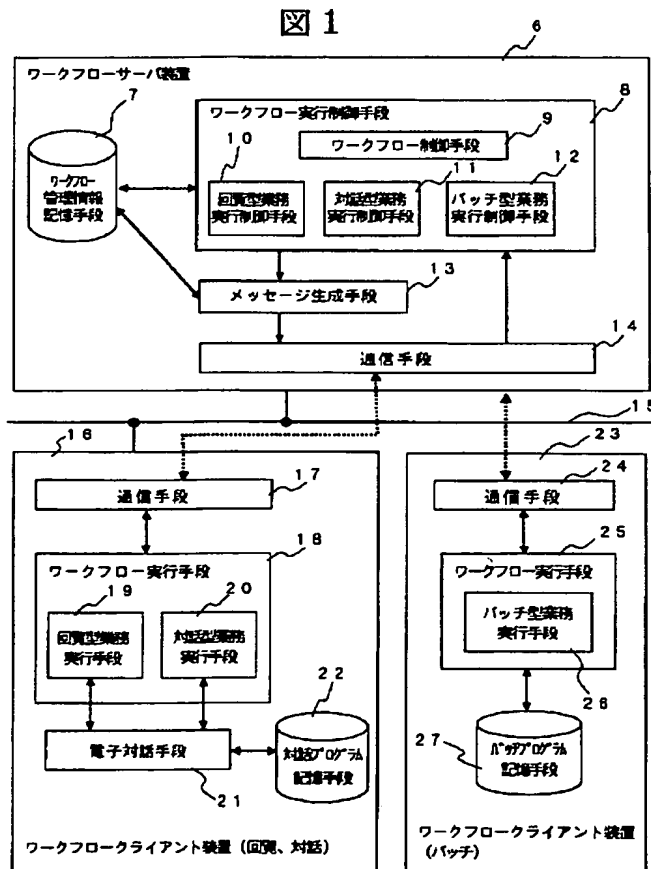 図1
6
ワークフローサーバ装置
7
8
ワークフロー実行制御手段
9
ワークフロー制御手段
10
11
12
ワークフロー
管理情報
記憶手段
回覧型業務
実行制御手段
対話型業務
実行制御手段
バッチ型業務
実行制御手段
13
メッセージ生成手段
14
通信手段
15
16
17
通信手段
18
ワークフロー実行手段
19
20
回覧型業務
実行手段
対話型業務
実行手段
22
電子対話手段
21
対話プログラム
記憶手段
ワークフロークライアント装置(回覧、対話)
23
24
通信手段
25
ワークフロー実行手段
バッチ型業務
実行手段
26
27
バッチプログラム
記憶手段
ワークフロークライアント装置
(バッチ)